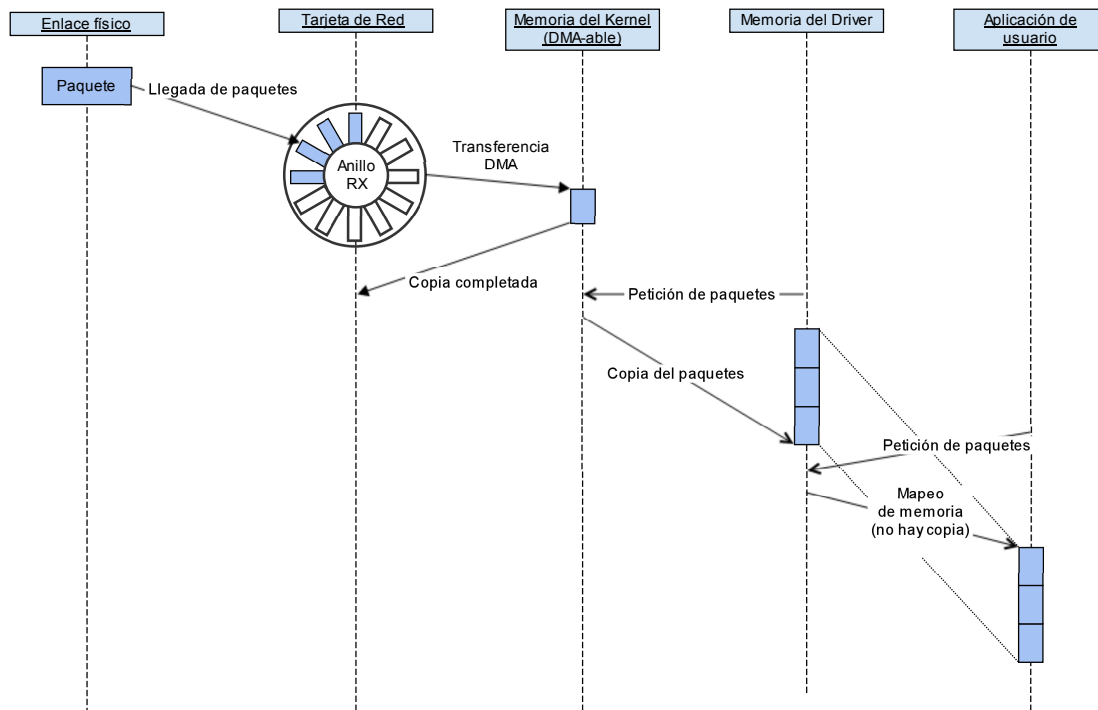 Enlace físico
Tarjeta de Red
Memoria del Kernel
(DMA-able)
Memoria del Driver
Aplicación de
usuario
Paquete
Llegada de paquetes
Anillo
RX
Transferencia
DMA
Copia completada
Petición de paquetes
Copia del paquetes
Petición de paquetes
Mapeo
de memoria
(no hay copia)